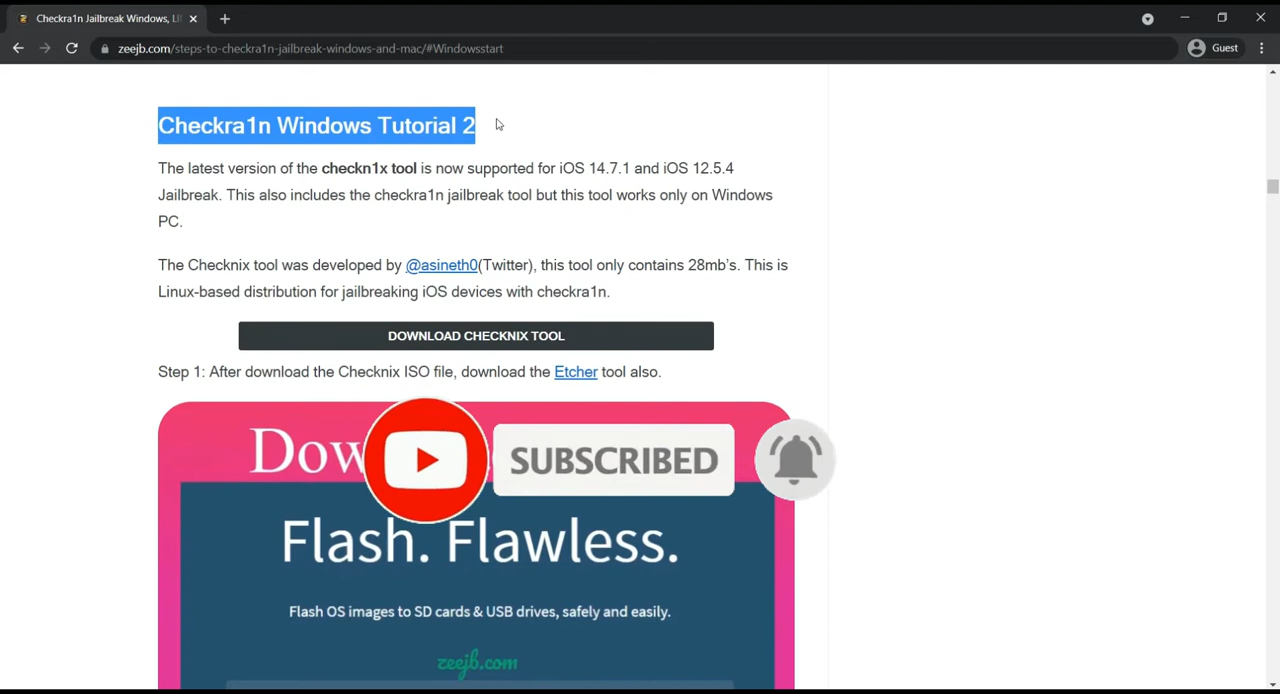 Checkra1n Jailbreak Windows, LI
zeejb.com/steps-to-checkra1n-jailbreak-windows-and-mac/#Windowsstart
Guest
Checkra1n Windows Tutorial 2
The latest version of the checkn1x tool is now supported for iOS 14.7.1 and iOS 12.5.4
Jailbreak. This also includes the checkra1n jailbreak tool but this tool works only on Windows
PC.
The Checknix tool was developed by @asineth0(Twitter), this tool only contains 28mb’s. This is
Linux-based distribution for jailbreaking iOS devices with checkra1n.
DOWNLOAD CHECKNIX TOOL
Step 1: After download the Checknix ISO file, download the Etcher tool also.
Dow
SUBSCRIBED
Flash. Flawless.
Flash OS images to SD cards & USB drives, safely and easily.
zeejb.com